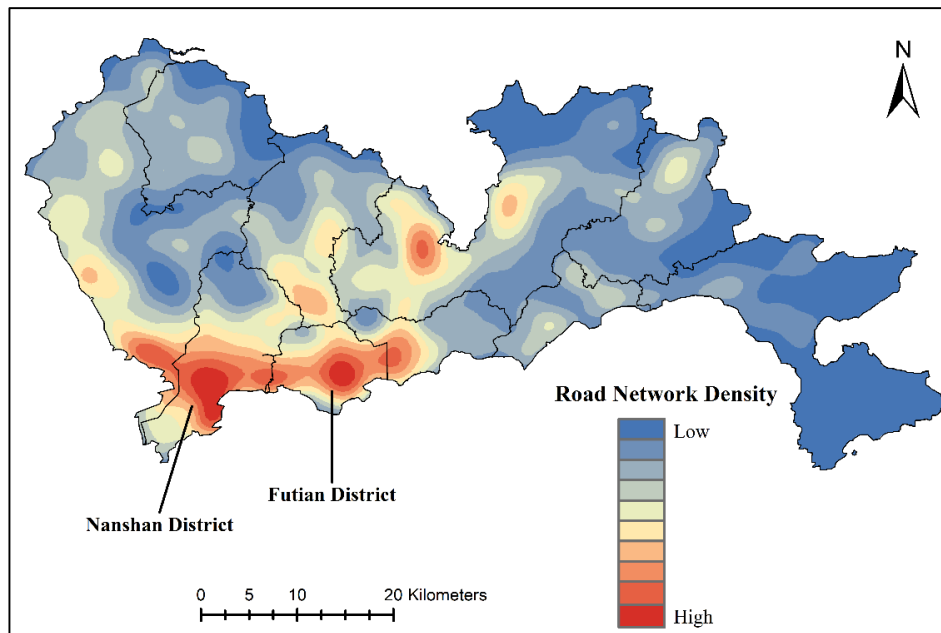 N
Road Network Density
Low
High
Futian District
Nanshan District
0 5 10 20 Kilometers